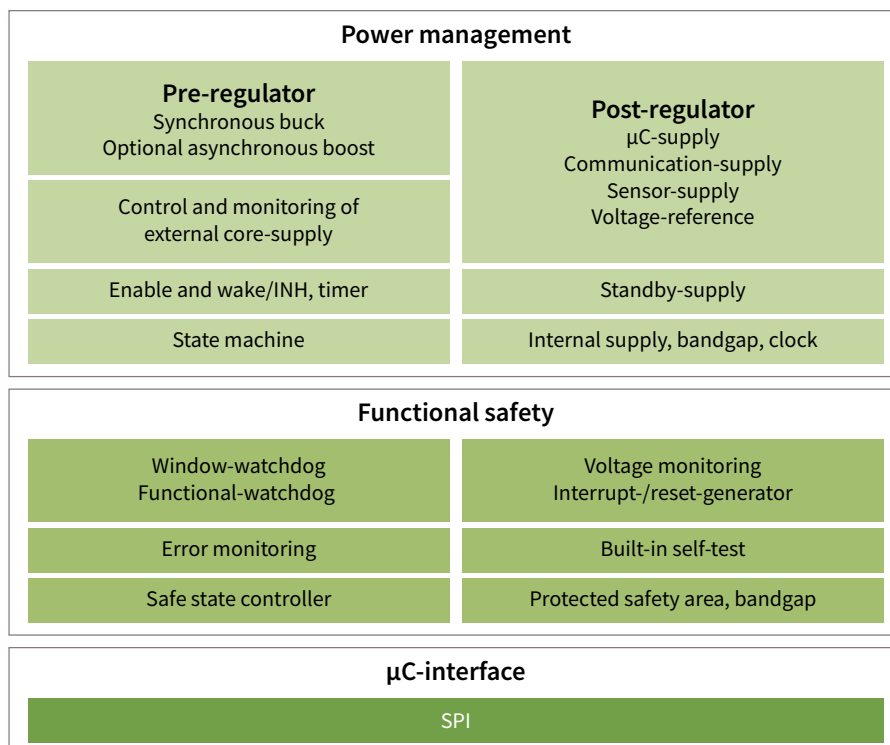 Power management
Pre-regulator
Synchronous buck
Optional asynchronous boost
Control and monitoring of
external core-supply
Enable and wake/INH, timer
State machine
Post-regulator
µC-supply
Communication-supply
Sensor-supply
Voltage-reference
Standby-supply
Internal supply, bandgap, clock
Functional safety
Window-watchdog
Functional-watchdog
Error monitoring
Safe state controller
Voltage monitoring
Interrupt-/reset-generator
Built-in self-test
Protected safety area, bandgap
µC-interface
SPI